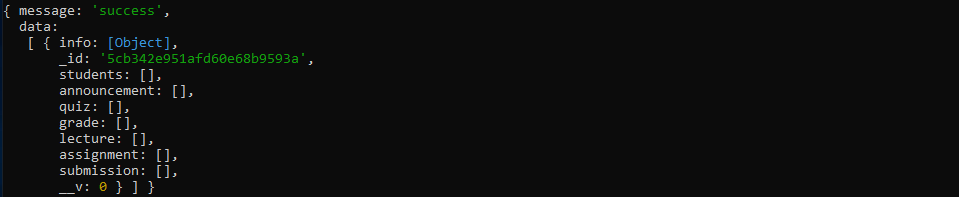 { message: 'success',
data:
[ { info: [Object],
_id: '5cb342e951afd60e68b9593a',
students: [],
announcement: [],
quiz: [],
grade: [],
lecture: [],
assignment: [],
submission: [],
__v: 0 } ] }